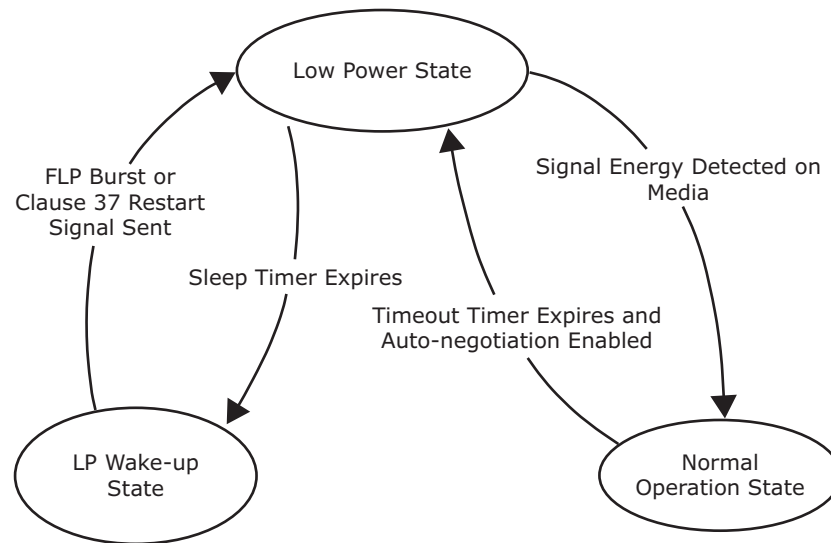 Low Power State
FLP Burst or
Clause 37 Restart
Signal Sent
Signal Energy Detected on
Media
Sleep Timer Expires
Timeout Timer Expires and
Auto-negotiation Enabled
LP Wake-up
State
Normal
Operation State